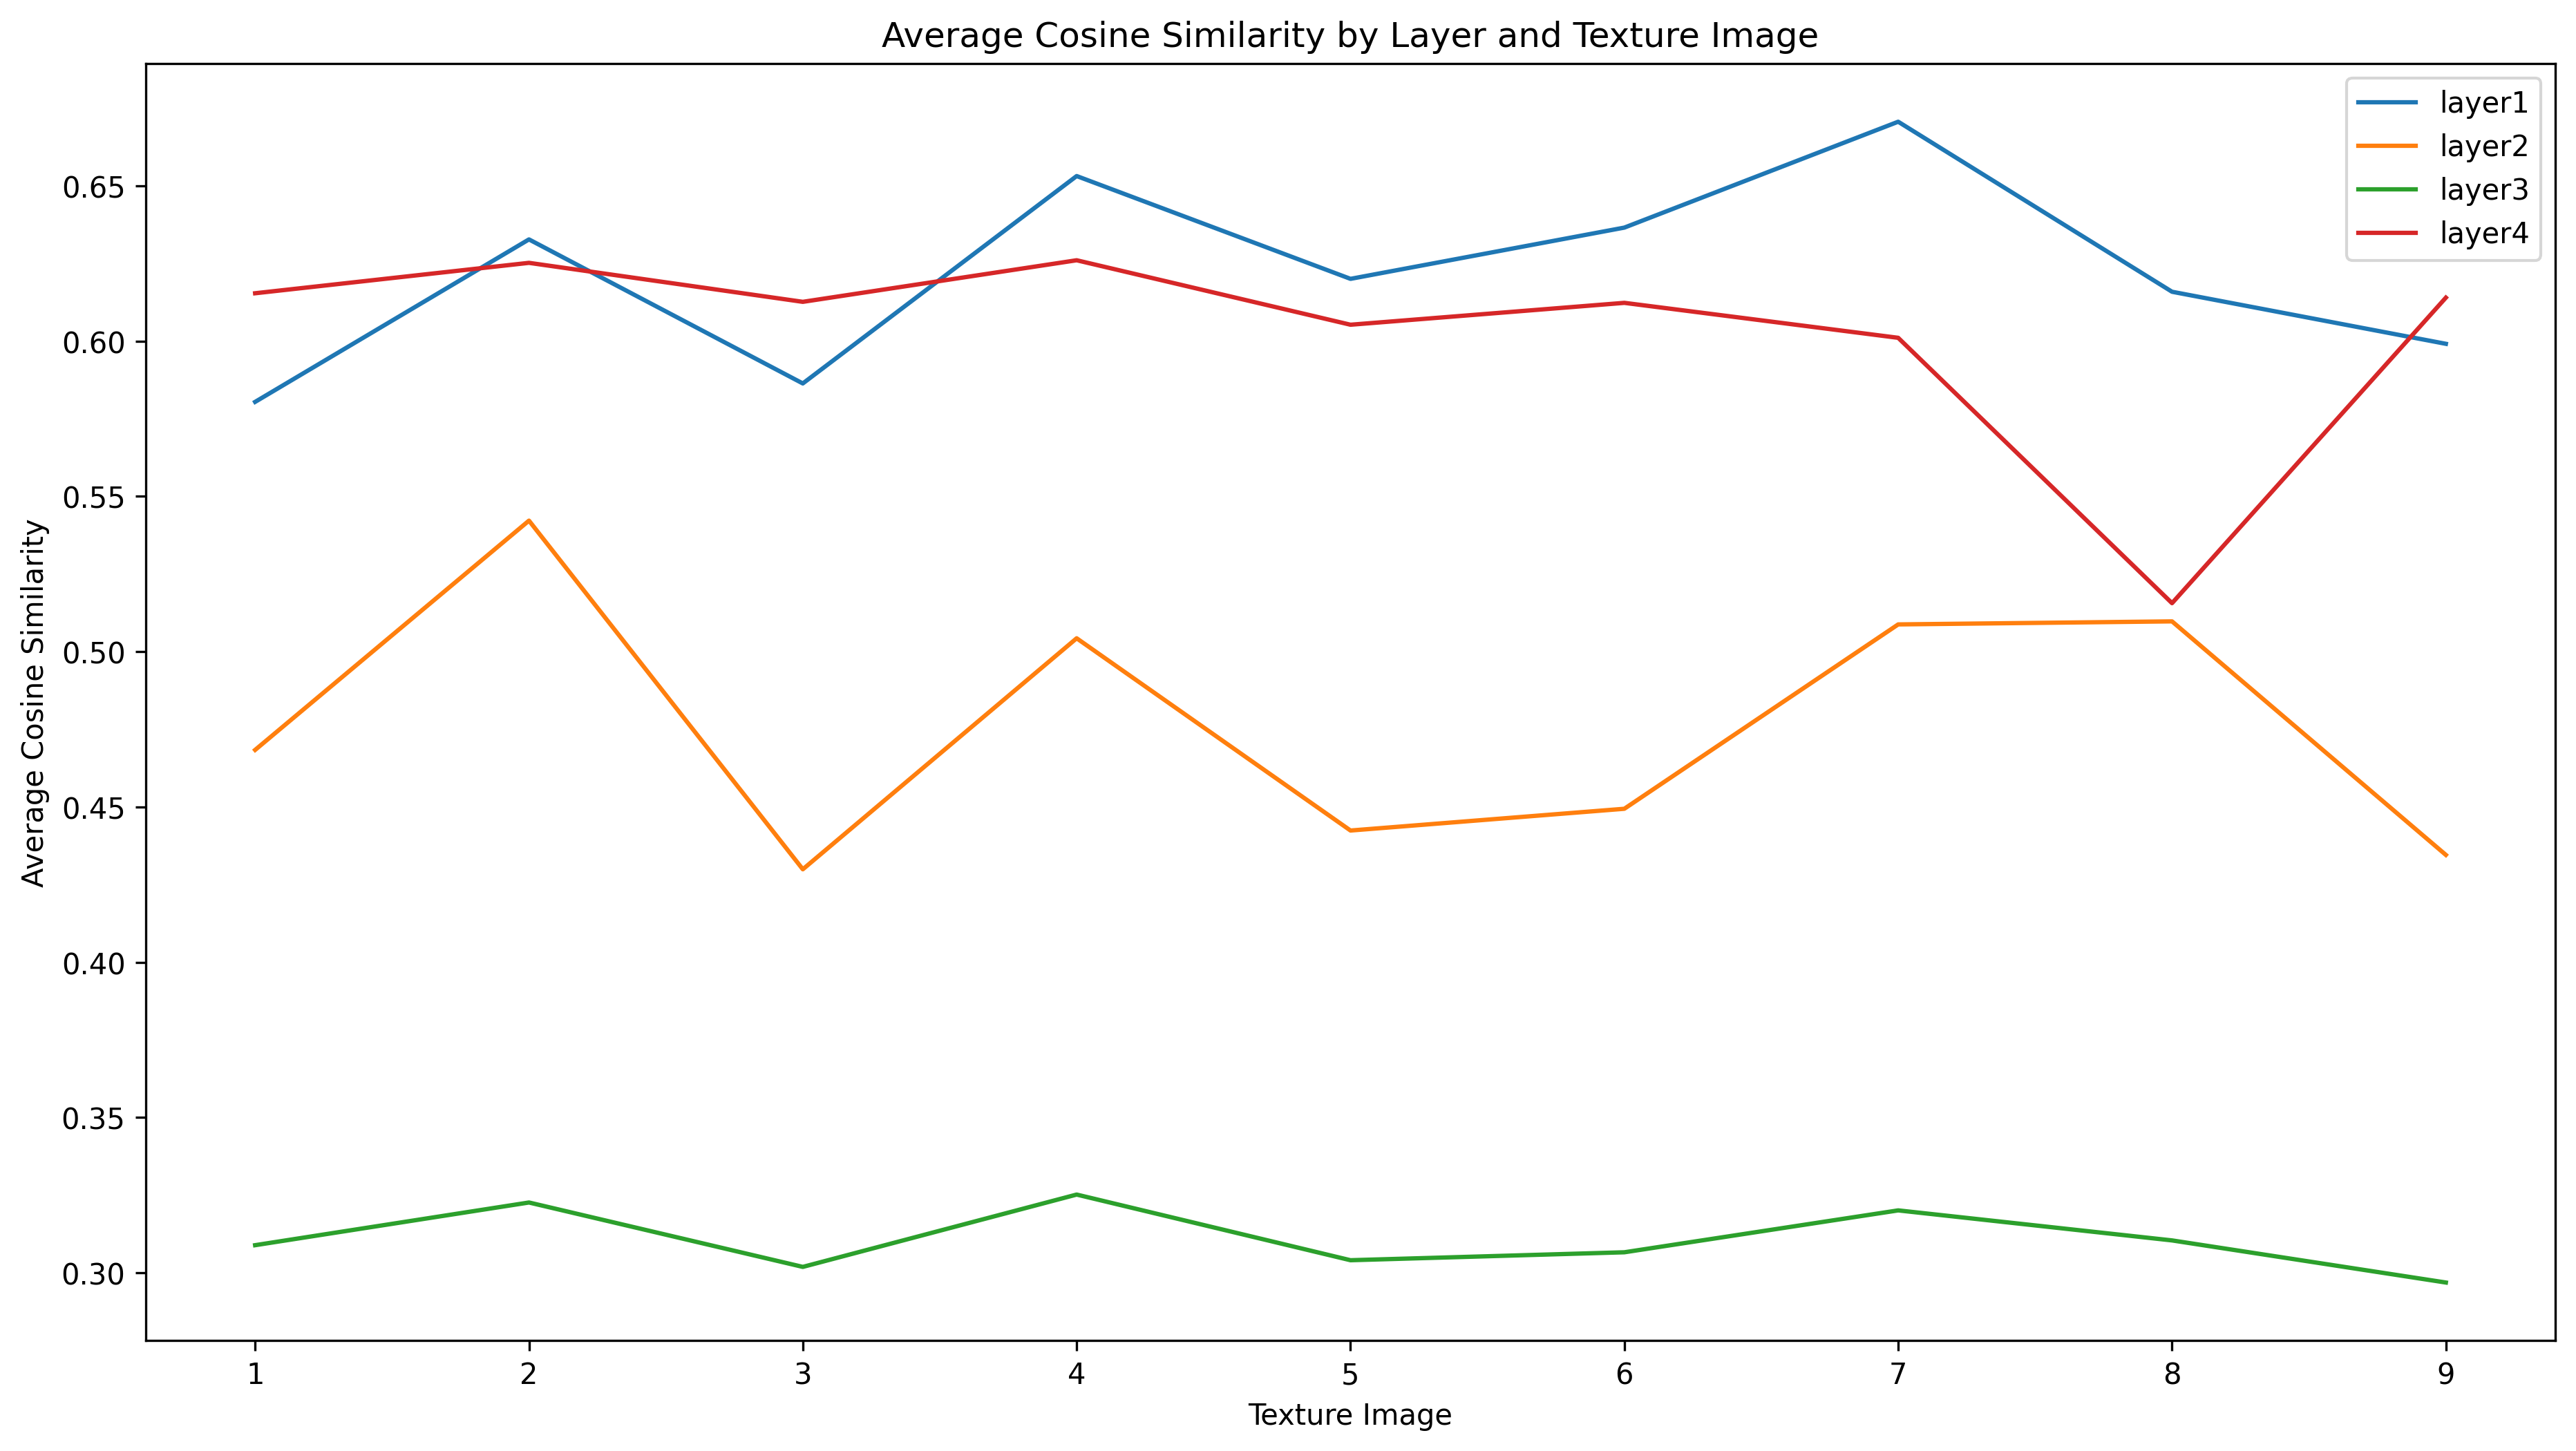 Average Cosine Similarity by Layer and Texture Image
layer1
layer2
layer3
layer4
Average Cosine Similarity
0.65
0.60
0.55
0.50
0.45
0.40
0.35
0.30
1 2 3 4 5 6 7 8 9
Texture Image